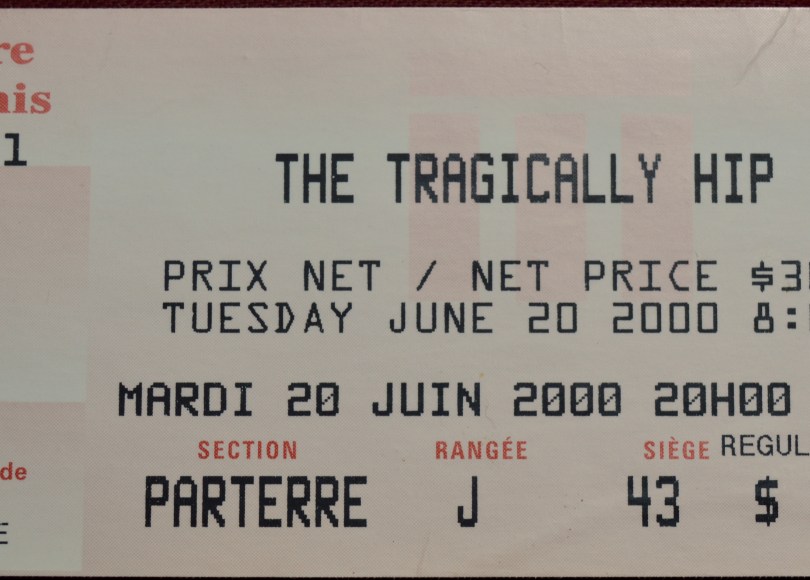 re
nis
1
THE TRAGICALLY HIP
PRIX NET / NET PRICE $3
TUESDAY JUNE 20 2000 8:
MARDI 20 JUIN 2000 20H00
SECTION RANGÉE SIÈGE REGUL
de
PARTERRE J 43 $
E